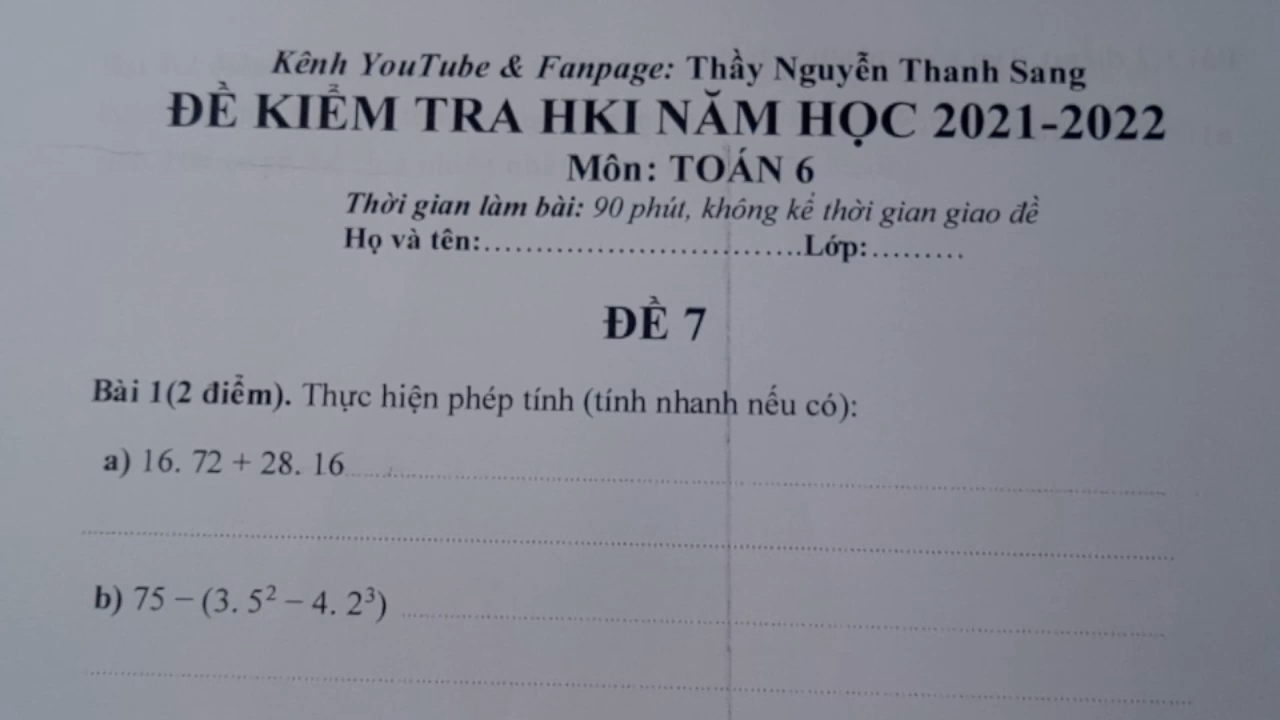 Kênh YouTube & Fanpage: Thầy Nguyễn Thanh Sang
ĐỀ KIỂM TRA HKI NĂM HỌC 2021-2022
Môn: TOÁN 6
Thời gian làm bài: 90 phút, không kể thời gian giao đề
Họ và tên:................................Lớp:.........
ĐỀ 7
Bài 1(2 điểm). Thực hiện phép tính (tính nhanh nếu có):
a) 16. 72 + 28. 16
b) 75 – (3. 5² – 4. 2³)